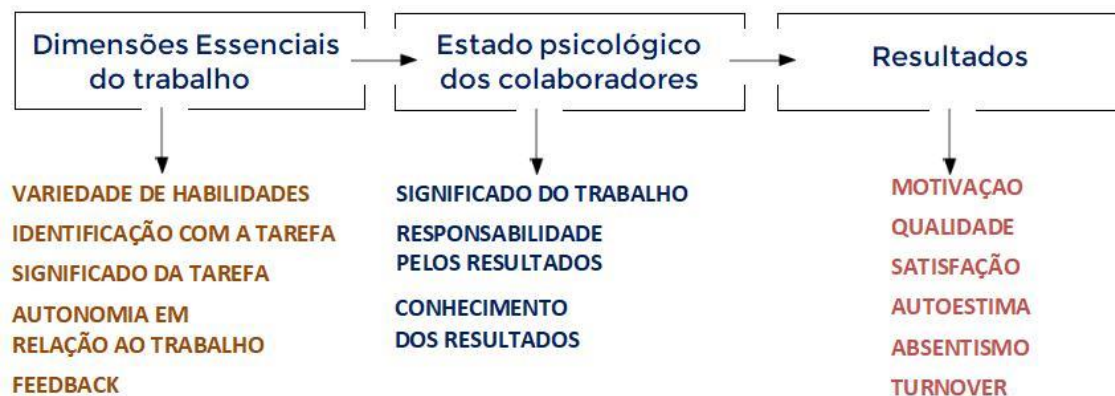 Dimensões Essenciais
do trabalho
Estado psicológico
dos colaboradores
Resultados
VARIEDADE DE HABILIDADES
IDENTIFICAÇÃO COM A TAREFA
SIGNIFICADO DA TAREFA
AUTONOMIA EM
RELAÇÃO AO TRABALHO
FEEDBACK
SIGNIFICADO DO TRABALHO
RESPONSABILIDADE
PELOS RESULTADOS
CONHECIMENTO
DOS RESULTADOS
MOTIVAÇAO
QUALIDADE
SATISFAÇÃO
AUTOESTIMA
ABSENTISMO
TURNOVER